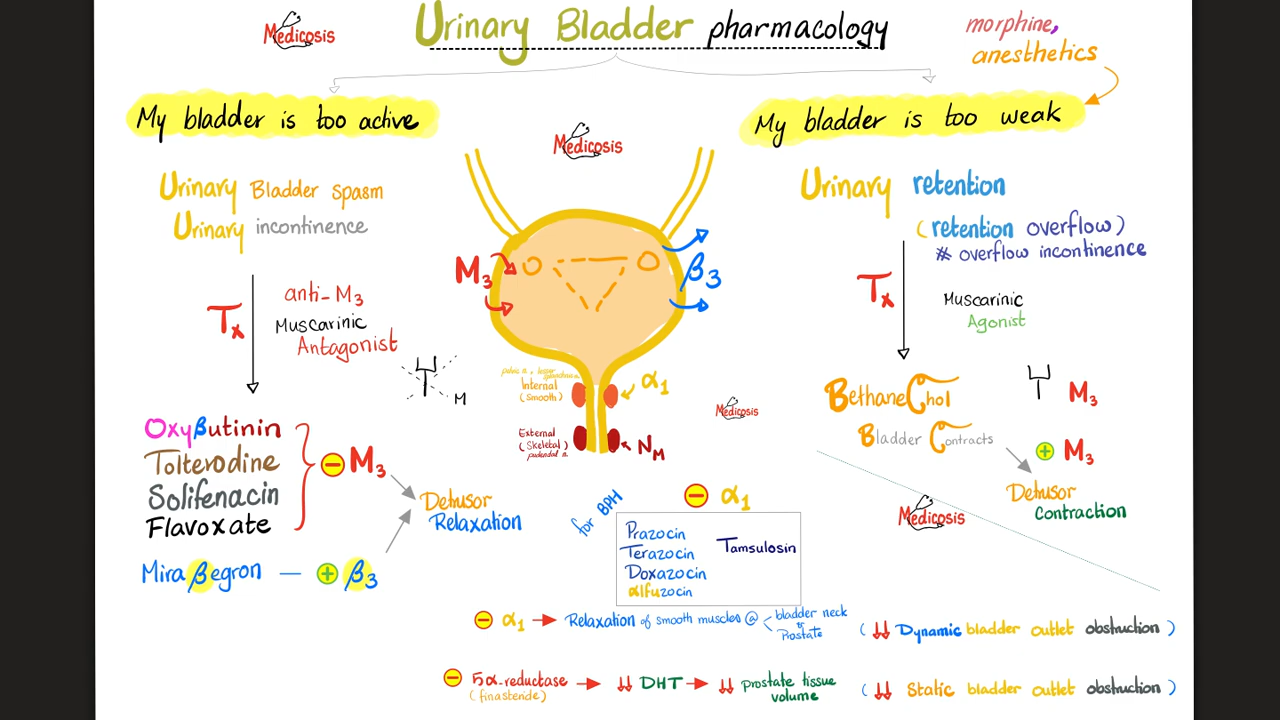 Medicosis
Urinary Bladder pharmacology
morphine,
anesthetics
My bladder is too active
Medicosis
My bladder is too weak
Urinary Bladder spasm
Urinary incontinence
Tx
anti-M3
Muscarinic
Antagonist
M
Oxyβutinin
Tolterodine
Solifenacin
Flavoxate
⊖ M3
Miraβegron — ⊕ β3
Detrusor
Relaxation
M3
β3
Internal
(Smooth)
α1
External
(Skeletal)
pudendal n.
NM
Medicosis
for BPH
⊖ α1
Prazocin
Terazocin
Doxazocin
αlfuzocin
Tamsulosin
Urinary retention
(retention overflow)
# overflow incontinence
Tx
Muscarinic
Agonist
BethaneChol
Bladder Contracts
M3
⊕ M3
Detrusor
Contraction
Medicosis
⊖ α1 → Relaxation of smooth muscles @ < bladder neck & Prostate (↓↓ Dynamic bladder outlet obstruction)
⊖ 5α-reductase → ↓↓ DHT → ↓↓ prostate tissue volume (↓↓ Static bladder outlet obstruction)
(finasteride)